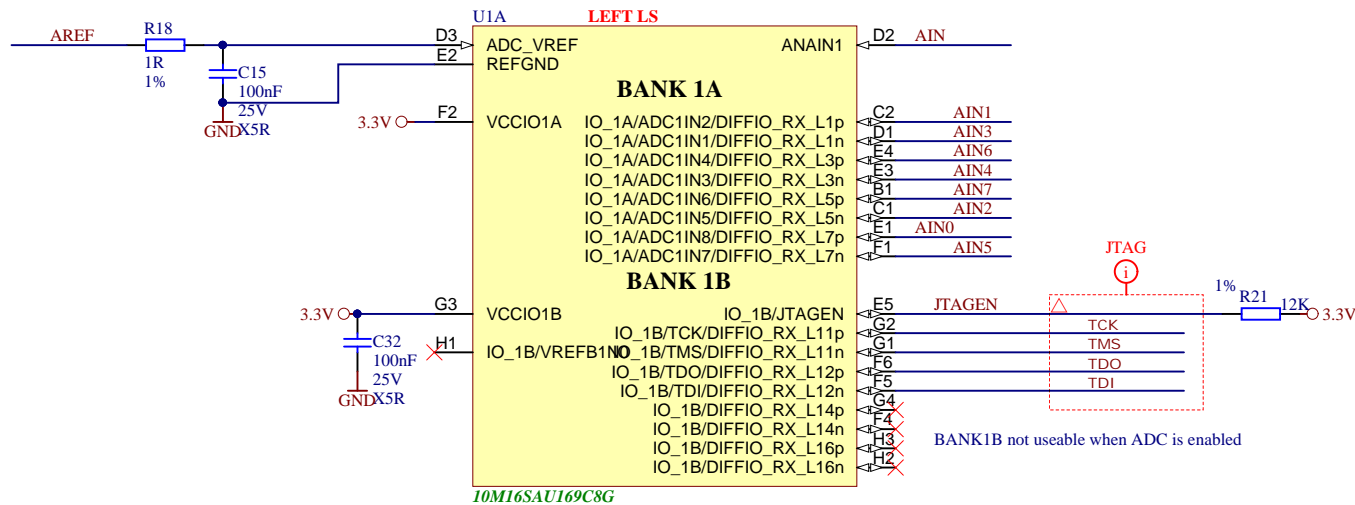 U1A LEFT LS
AREF R18 D3 ADC_VREF ANAIN1 D2 AIN
1R E2 REFGND
1% C15
100nF
25V
GND X5R
BANK 1A
3.3V F2 VCCIO1A IO_1A/ADC1IN2/DIFFIO_RX_L1p C2 AIN1
IO_1A/ADC1IN1/DIFFIO_RX_L1n D1 AIN3
IO_1A/ADC1IN4/DIFFIO_RX_L3p E4 AIN6
IO_1A/ADC1IN3/DIFFIO_RX_L3n E3 AIN4
IO_1A/ADC1IN6/DIFFIO_RX_L5p B1 AIN7
IO_1A/ADC1IN5/DIFFIO_RX_L5n C1 AIN2
IO_1A/ADC1IN8/DIFFIO_RX_L7p E1 AIN0
IO_1A/ADC1IN7/DIFFIO_RX_L7n F1 AIN5
BANK 1B
JTAG
i
3.3V G3 VCCIO1B IO_1B/JTAGEN E5 JTAGEN 1% R21 12K 3.3V
C32
100nF
25V
GND X5R
IO_1B/TCK/DIFFIO_RX_L11p G2 TCK
H1 IO_1B/VREFB1N0 IO_1B/TMS/DIFFIO_RX_L11n G1 TMS
IO_1B/TDO/DIFFIO_RX_L12p F6 TDO
IO_1B/TDI/DIFFIO_RX_L12n F5 TDI
IO_1B/DIFFIO_RX_L14p G4
IO_1B/DIFFIO_RX_L14n F4
IO_1B/DIFFIO_RX_L16p H3
IO_1B/DIFFIO_RX_L16n H2
BANK1B not useable when ADC is enabled
10M16SAU169C8G